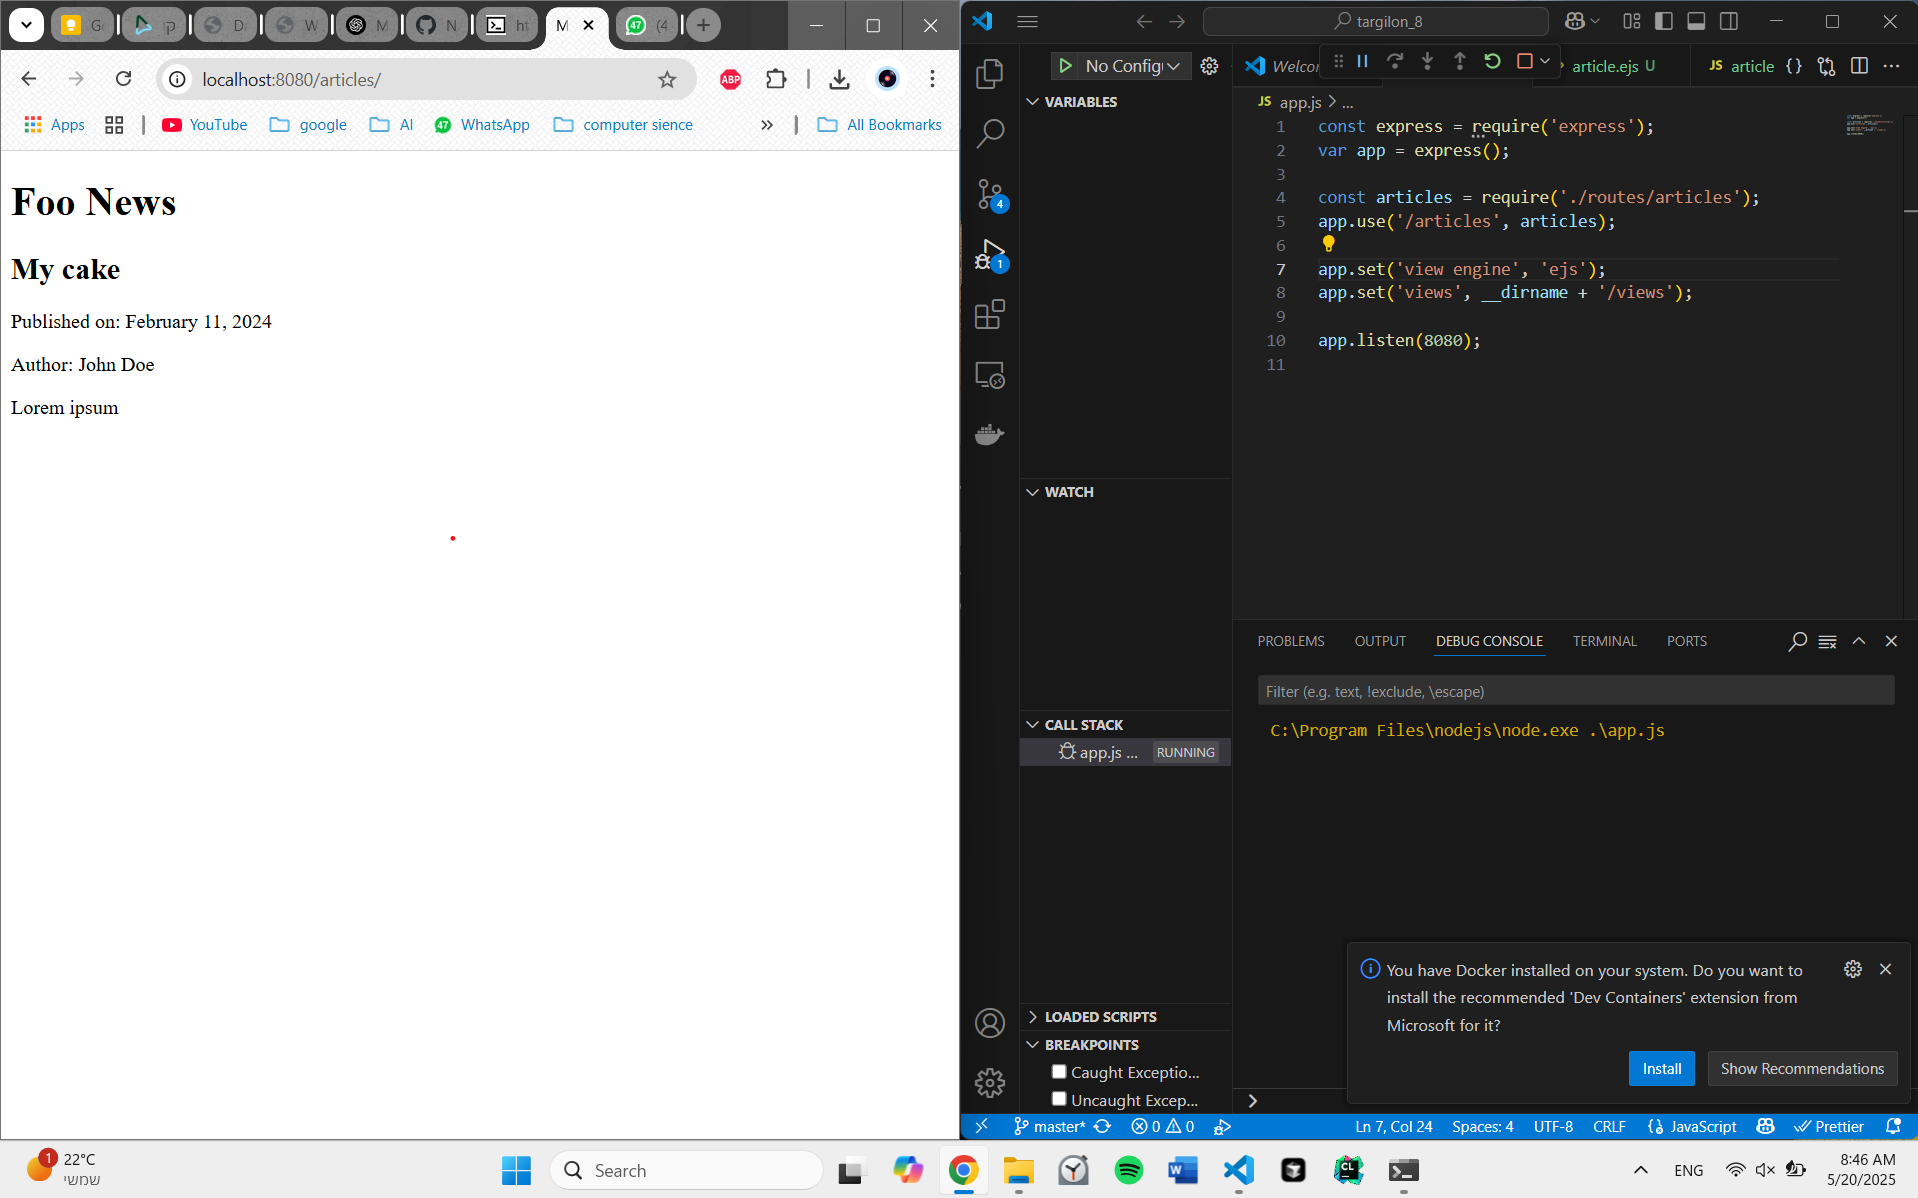 G
קו
D
W
M
N
ht
M
(4
localhost:8080/articles/
ABP
Apps
YouTube
google
AI
47
WhatsApp
computer sience
All Bookmarks
Foo News
My cake
Published on: February 11, 2024
Author: John Doe
Lorem ipsum
targilon_8
No Config
Welcor
article.ejs U
JS article
VARIABLES
JS app.js > ...
1 const express = require('express');
2 var app = express();
3
4 const articles = require('./routes/articles');
5 app.use('/articles', articles);
6
7 app.set('view engine', 'ejs');
8 app.set('views', __dirname + '/views');
9
10 app.listen(8080);
11
4
1
WATCH
CALL STACK
app.js ... RUNNING
LOADED SCRIPTS
BREAKPOINTS
Caught Exceptio...
Uncaught Excep...
PROBLEMS OUTPUT DEBUG CONSOLE TERMINAL PORTS
Filter (e.g. text, !exclude, \escape)
C:\Program Files\nodejs\node.exe .\app.js
You have Docker installed on your system. Do you want to
install the recommended 'Dev Containers' extension from
Microsoft for it?
Install Show Recommendations
master* 0 0 Ln 7, Col 24 Spaces: 4 UTF-8 CRLF JavaScript Prettier
1
22°C
שמשי
Search
CL
ENG
8:46 AM
5/20/2025